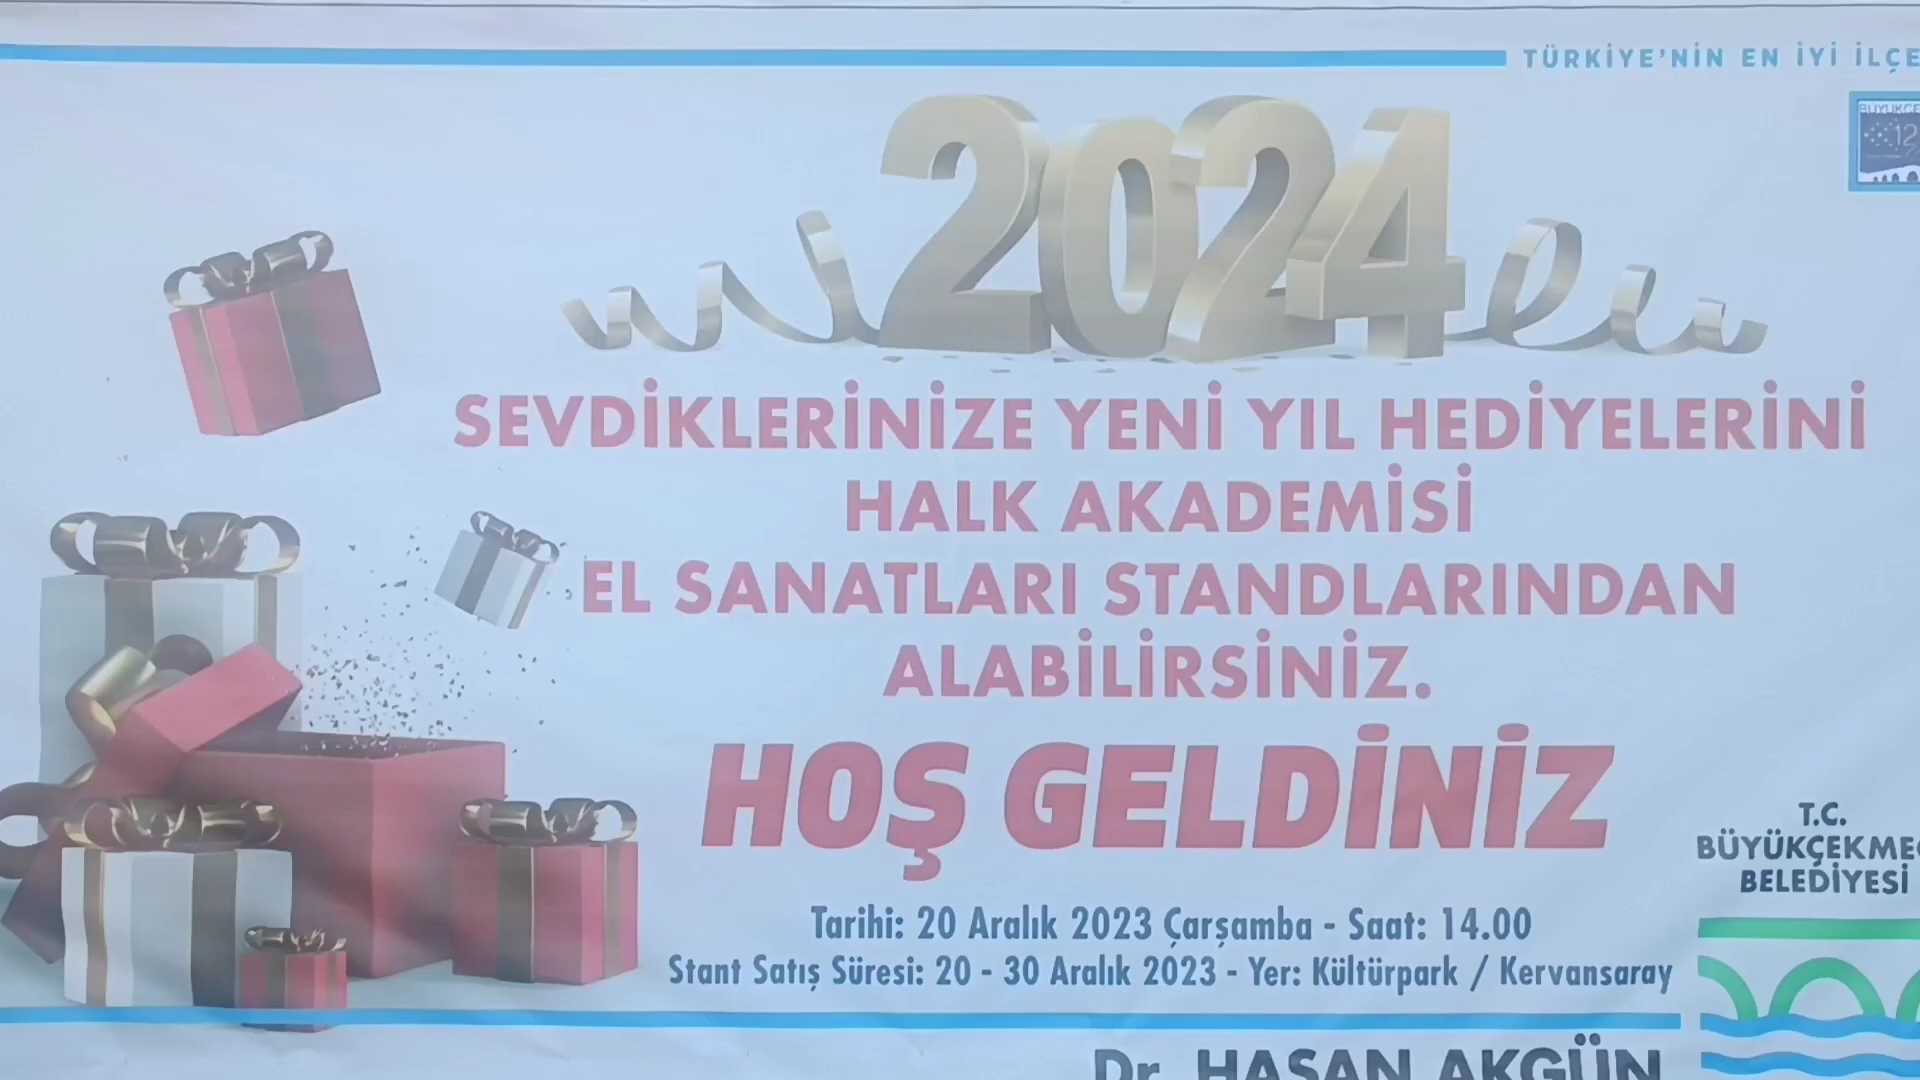 TÜRKİYE'NİN EN İYİ İLÇE
2024
SEVDİKLERİNİZE YENİ YIL HEDİYELERİNİ
HALK AKADEMİSİ
EL SANATLARI STANDLARINDAN
ALABİLİRSİNİZ.
HOŞ GELDİNİZ
T.C.
BÜYÜKÇEKMEC
BELEDİYESİ
Tarihi: 20 Aralık 2023 Çarşamba - Saat: 14.00
Stant Satış Süresi: 20 - 30 Aralık 2023 - Yer: Kültürpark / Kervansaray
Dr. HASAN AKGÜN